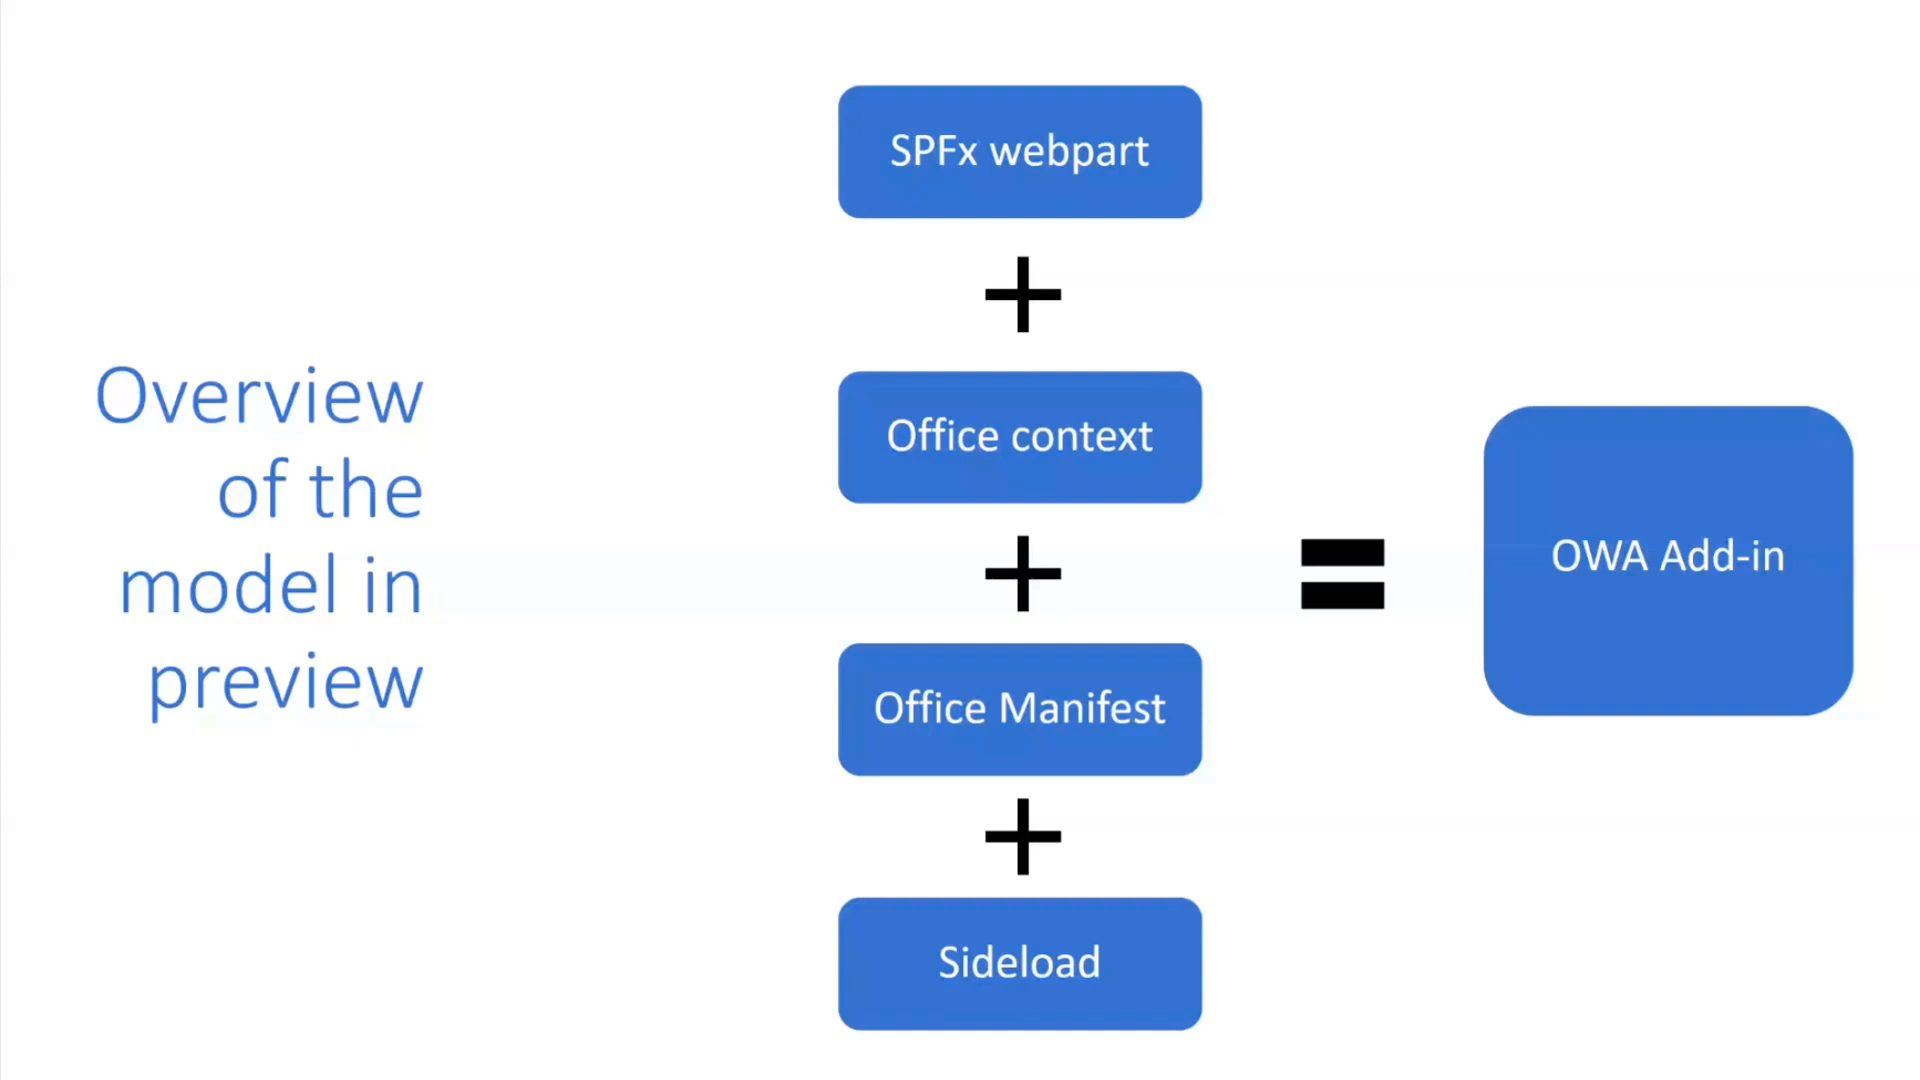 Overview
of the
model in
preview
SPFx webpart
+
Office context
+
Office Manifest
+
Sideload
=
OWA Add-in